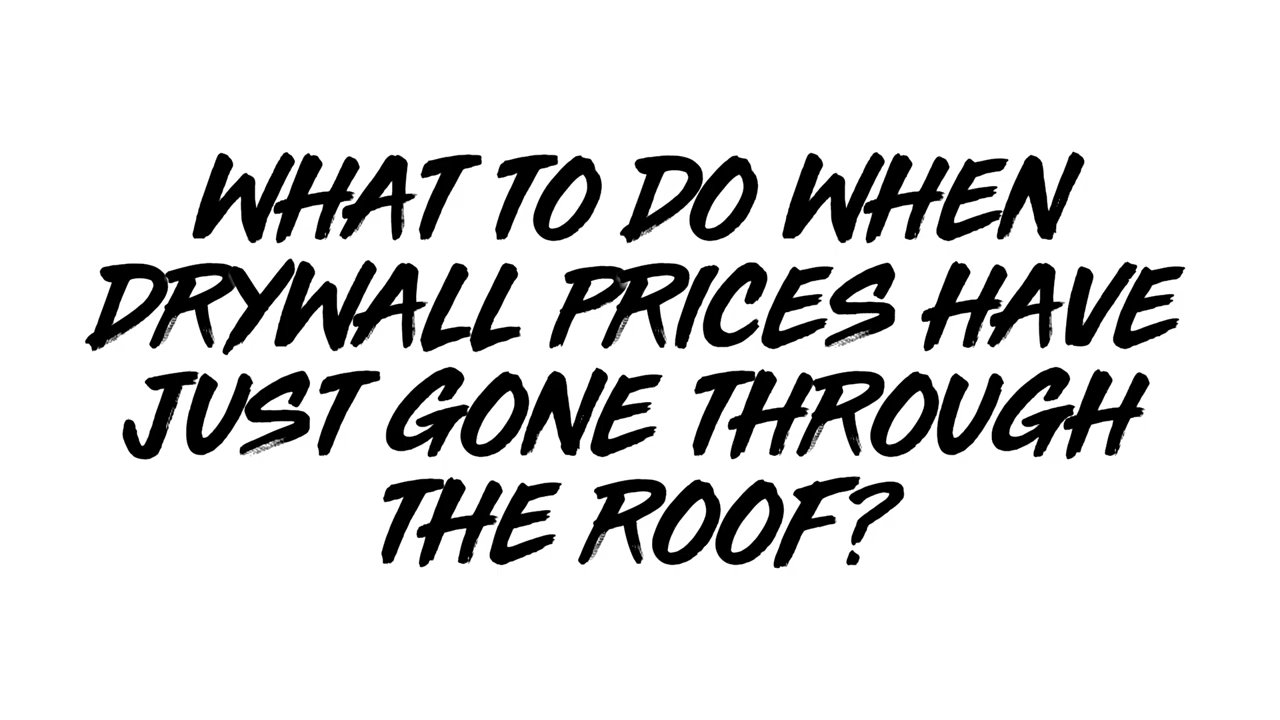 WHAT TO DO WHEN
DRYWALL PRICES HAVE
JUST GONE THROUGH
THE ROOF?